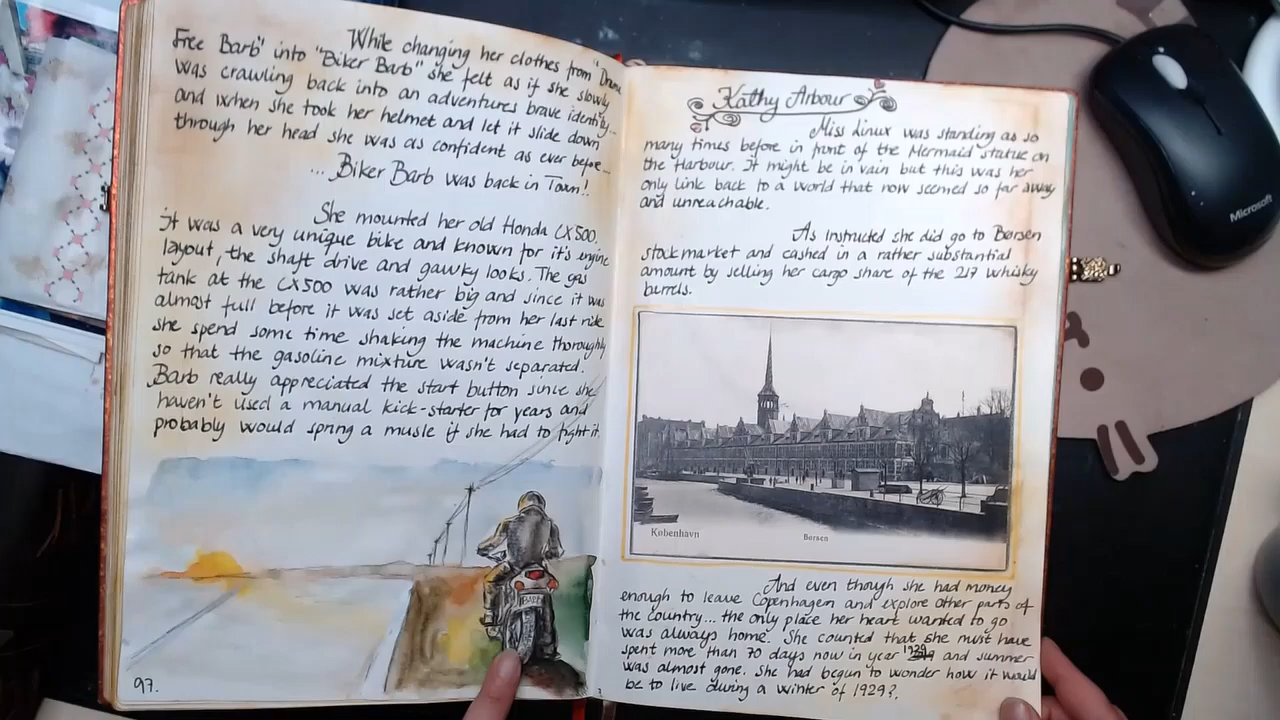 While changing her clothes from "Drama
Free Barb" into "Biker Barb" she felt as if she slowly
was crawling back into an adventures brave identity...
and when she took her helmet and let it slide down
through her head she was as confident as ever before...
... Biker Barb was back in Town!
She mounted her old Honda CX500.
It was a very unique bike and known for it's engine
layout, the shaft drive and gawky looks. The gas
tank at the CX500 was rather big and since it was
almost full before it was set aside from her last ride
she spend some time shaking the machine thoroughly
so that the gasoline mixture wasn't separated.
Barb really appreciated the start button since she
haven't used a manual kick-starter for years and
probably would spring a musle if she had to fight it.
97.
Kathy Arbour
Miss Linux was standing as so
many times before in front of the Mermaid statue on
the Harbour. It might be in vain but this was her
only link back to a world that now seemed so far away
and unreachable.
As instructed she did go to Børsen
stockmarket and cashed in a rather substantial
amount by selling her cargo share of the 217 whisky
barrels.
København
Børsen
And even though she had money
enough to leave Copenhagen and explore other parts of
the country... the only place her heart wanted to go
was always home. She counted that she must have
spent more than 70 days now in year 1929 and summer
was almost gone. She had begun to wonder how it would
be to live during a winter of 1929?.
Microsoft